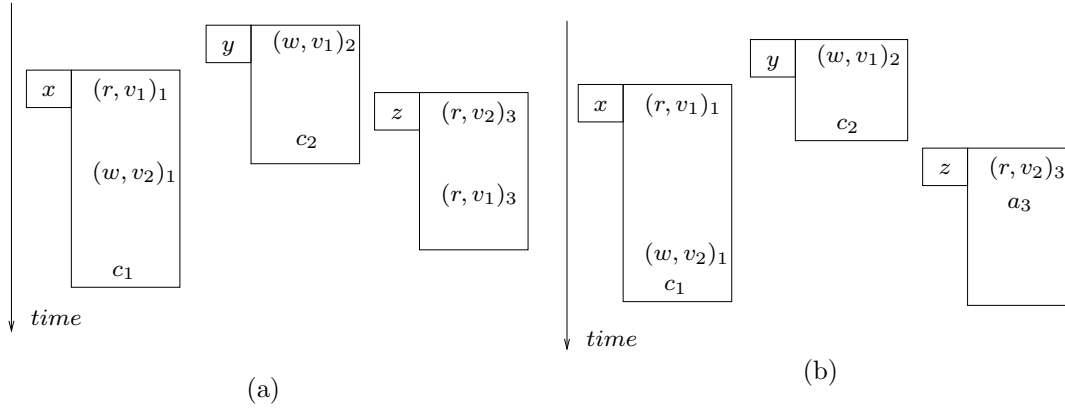 x
(r, v₁)₁
(w, v₂)₁
c₁
y
(w, v₁)₂
c₂
z
(r, v₂)₃
(r, v₁)₃
time
(a)
x
(r, v₁)₁
(w, v₂)₁
c₁
y
(w, v₁)₂
c₂
z
(r, v₂)₃
a₃
time
(b)